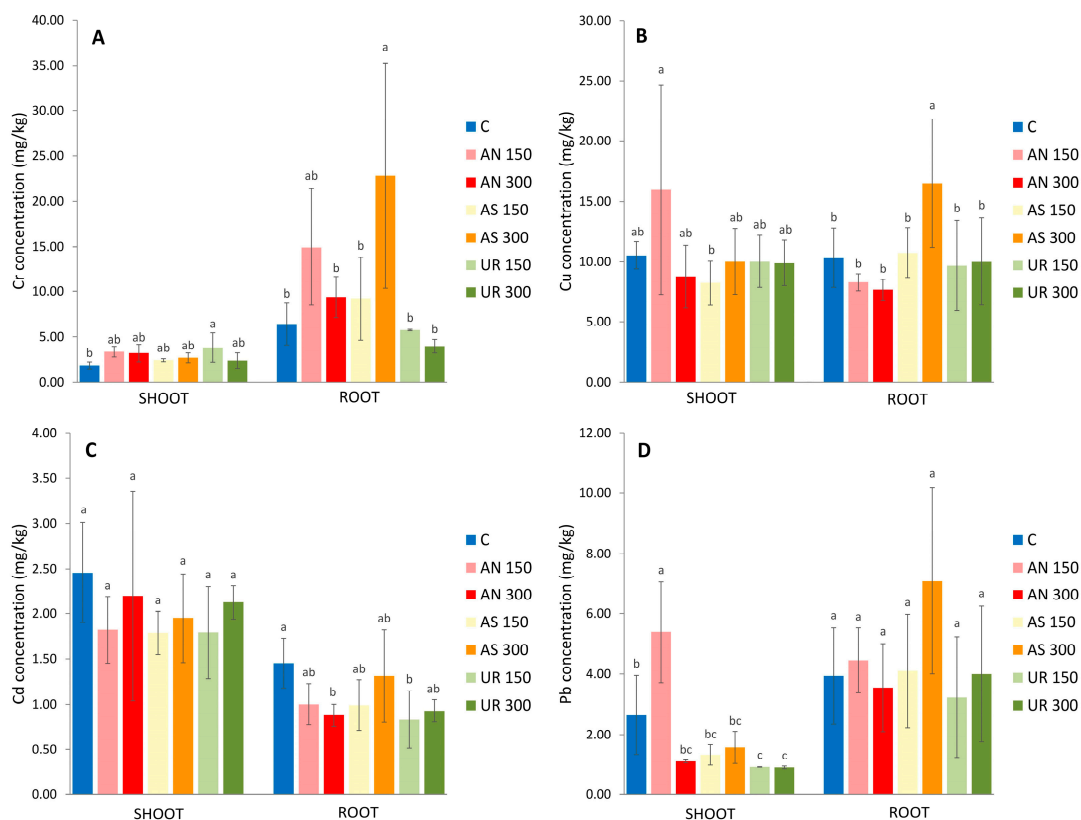 A
Cr concentration (mg/kg)
40.00
35.00
30.00
25.00
20.00
15.00
10.00
5.00
0.00
b ab ab ab ab a ab
b ab b b a b b
SHOOT ROOT
C
AN 150
AN 300
AS 150
AS 300
UR 150
UR 300
B
Cu concentration (mg/kg)
30.00
25.00
20.00
15.00
10.00
5.00
0.00
ab a ab b ab ab ab
b b b b a b b
SHOOT ROOT
C
AN 150
AN 300
AS 150
AS 300
UR 150
UR 300
C
Cd concentration (mg/kg)
4.00
3.50
3.00
2.50
2.00
1.50
1.00
0.50
0.00
a a a a a a a
a ab b ab ab b ab
SHOOT ROOT
C
AN 150
AN 300
AS 150
AS 300
UR 150
UR 300
D
Pb concentration (mg/kg)
12.00
10.00
8.00
6.00
4.00
2.00
0.00
b a bc bc bc c c
a a a a a a a
SHOOT ROOT
C
AN 150
AN 300
AS 150
AS 300
UR 150
UR 300